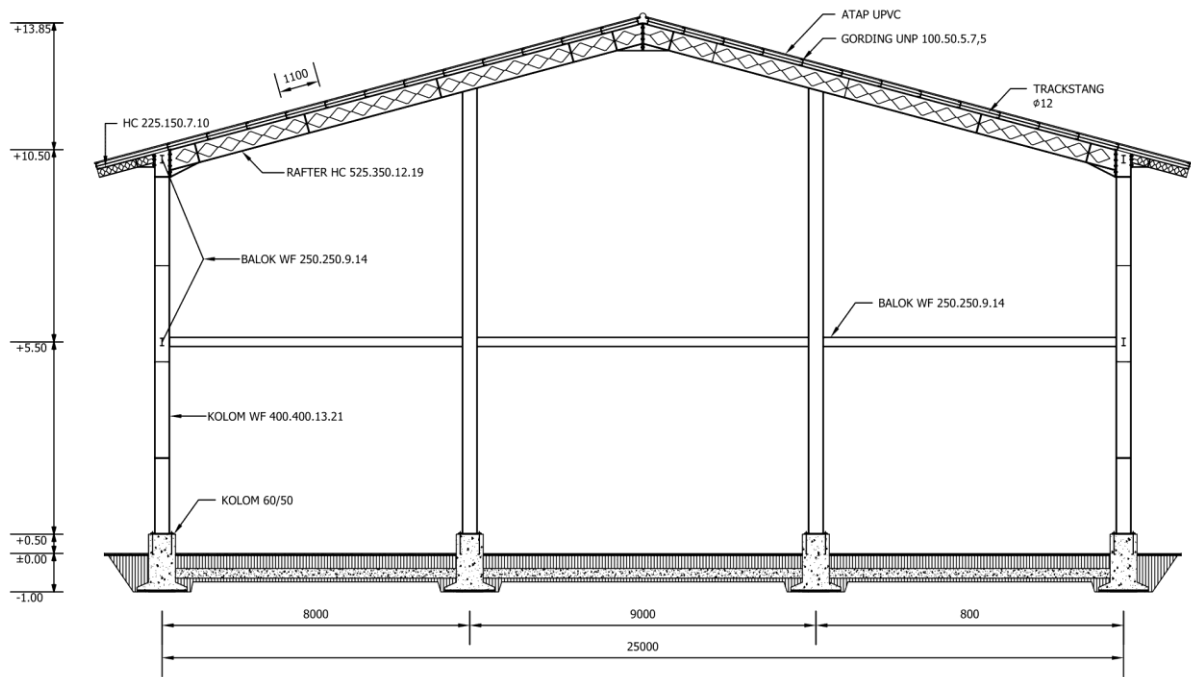 +13.85
ATAP UPVC
GORDING UNP 100.50.5.7,5
1100
TRACKSTANG
ø12
HC 225.150.7.10
+10.50
RAFTER HC 525.350.12.19
BALOK WF 250.250.9.14
BALOK WF 250.250.9.14
+5.50
KOLOM WF 400.400.13.21
KOLOM 60/50
+0.50
±0.00
-1.00
8000
9000
800
25000